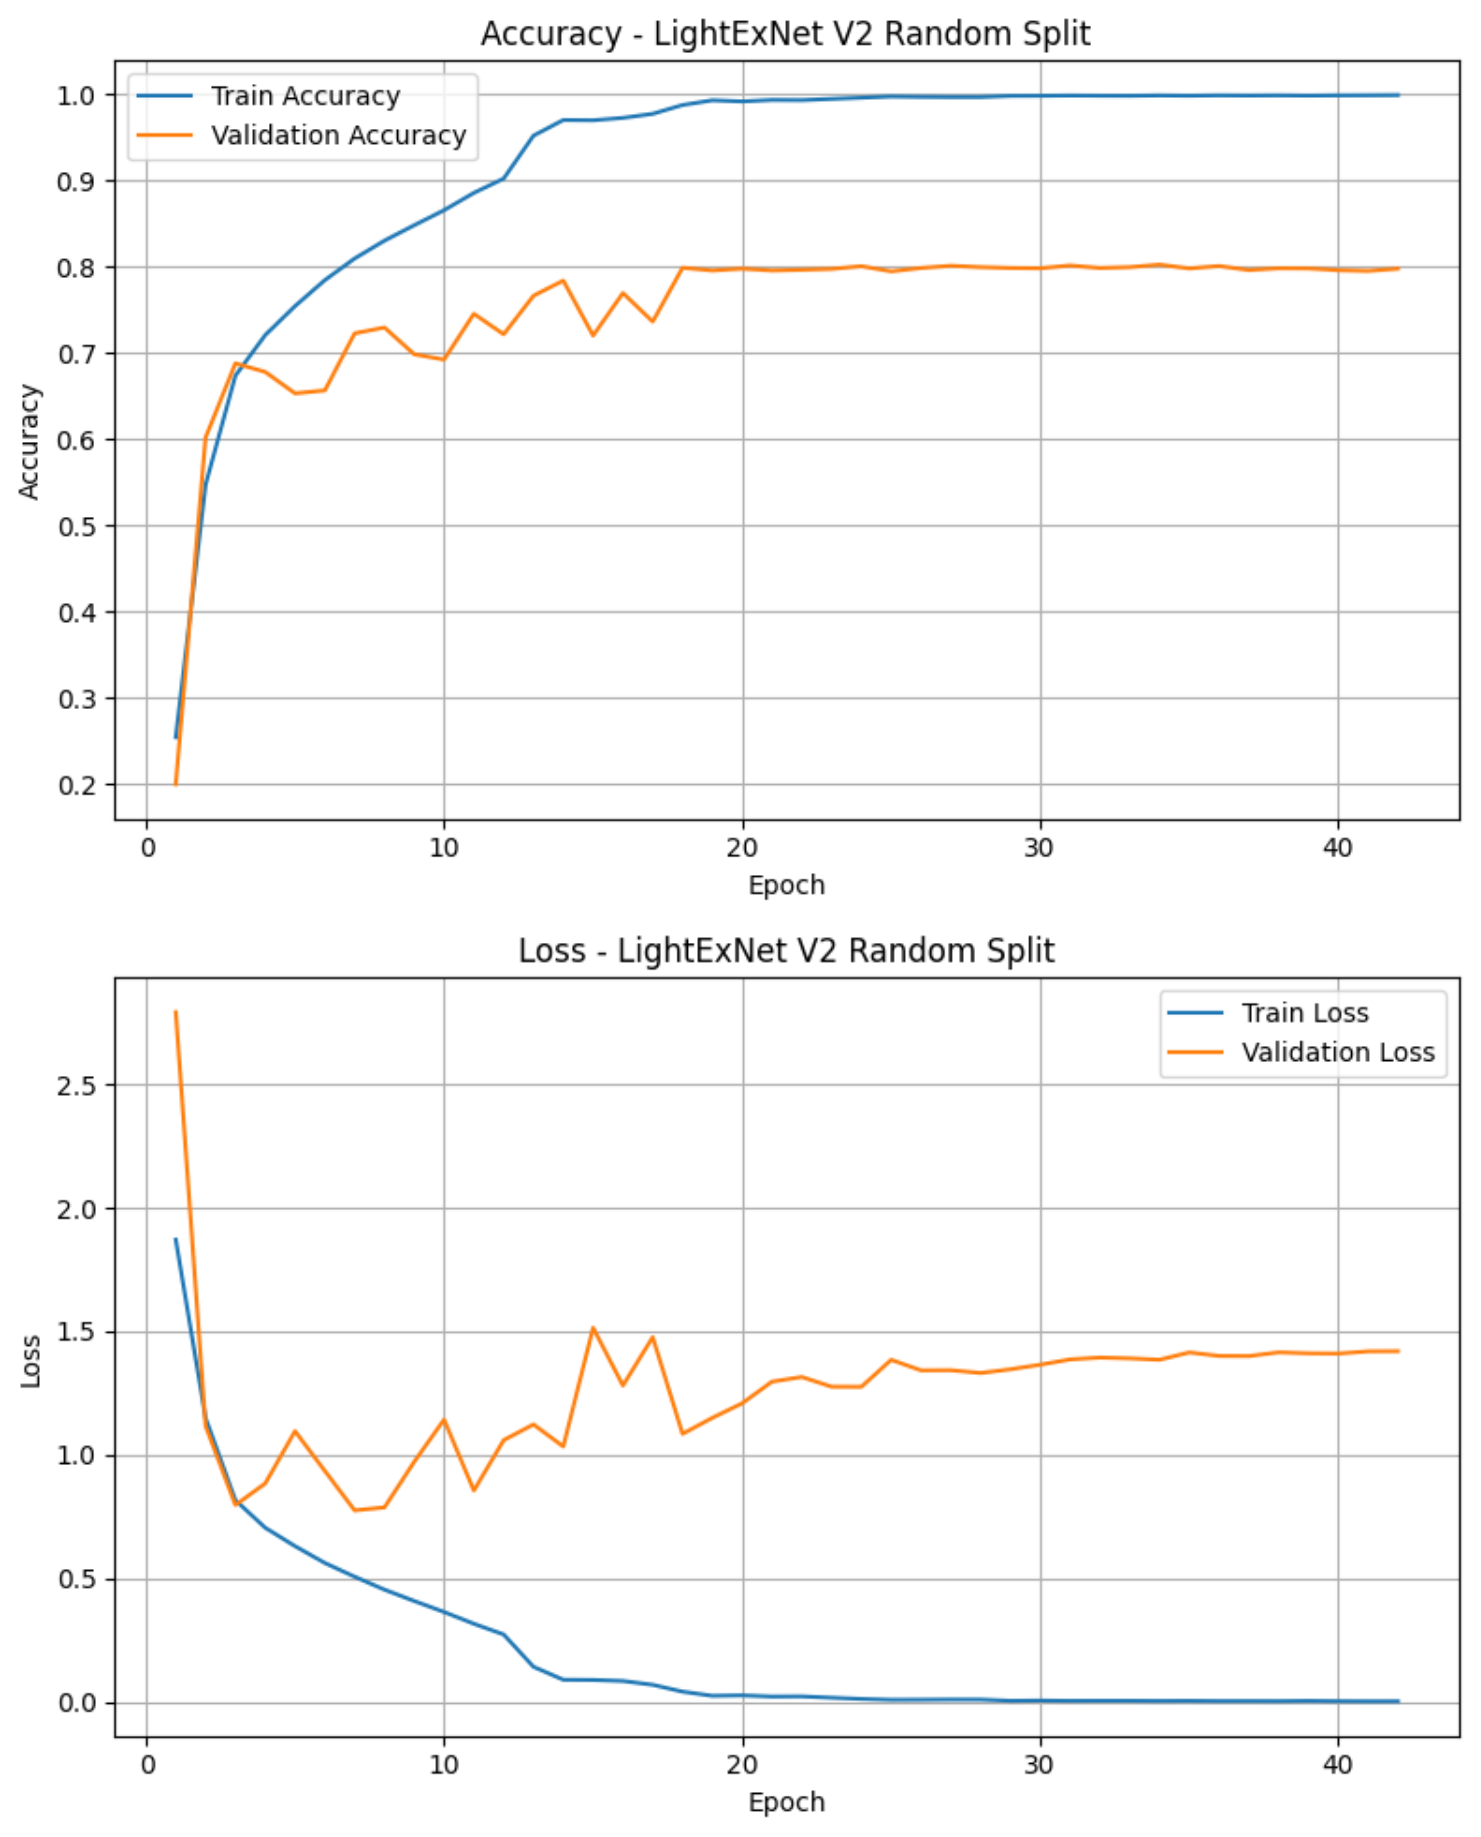 Accuracy - LightExNet V2 Random Split
Train Accuracy
Validation Accuracy
1.0
0.9
0.8
0.7
0.6
0.5
0.4
0.3
0.2
Accuracy
0 10 20 30 40
Epoch
Loss - LightExNet V2 Random Split
Train Loss
Validation Loss
2.5
2.0
1.5
1.0
0.5
0.0
Loss
0 10 20 30 40
Epoch